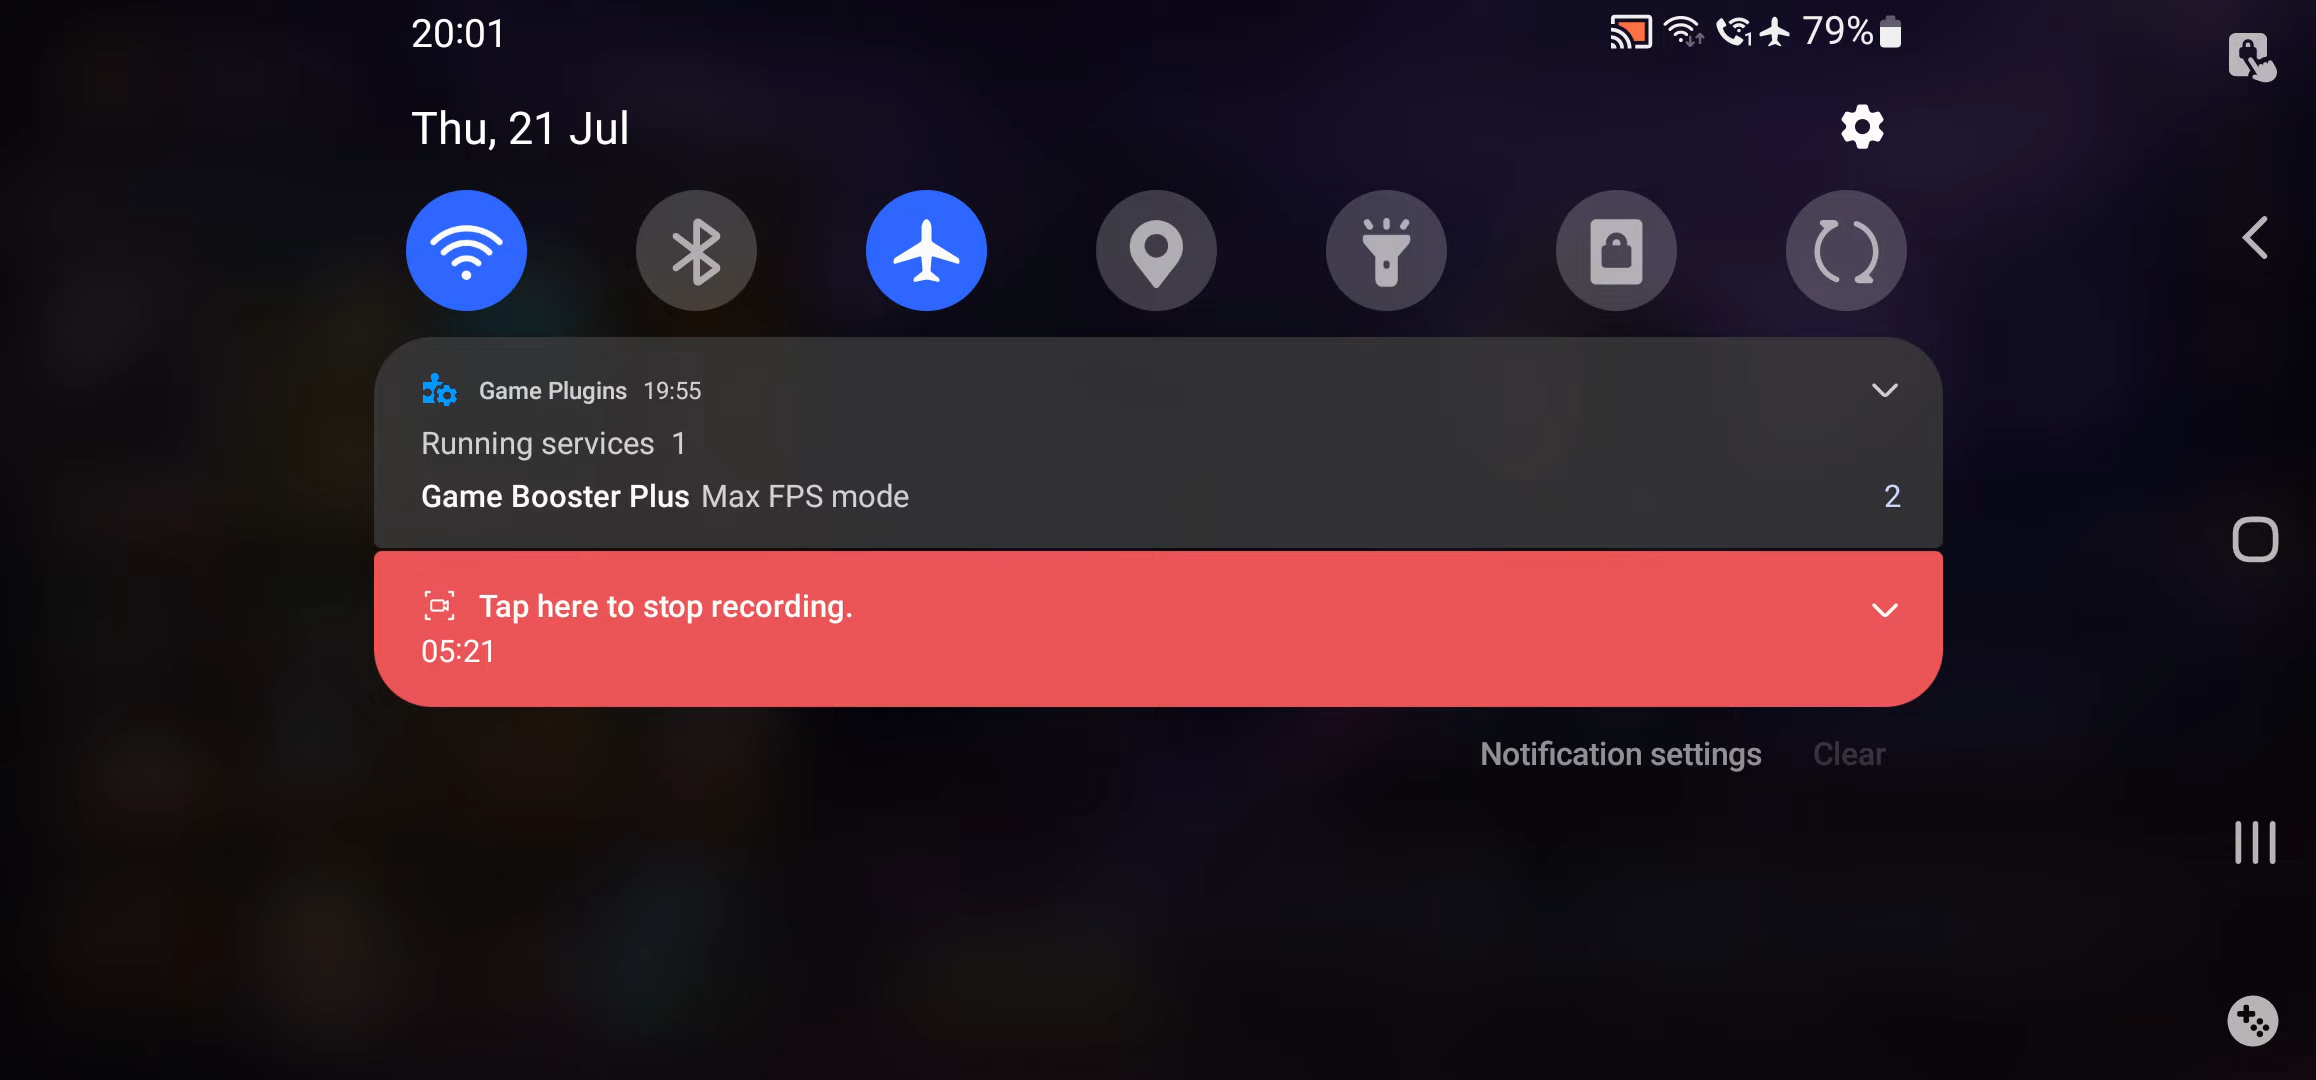 20:01
1 79%
Thu, 21 Jul
Game Plugins 19:55
Running services 1
Game Booster Plus Max FPS mode 2
Tap here to stop recording.
05:21
Notification settings Clear